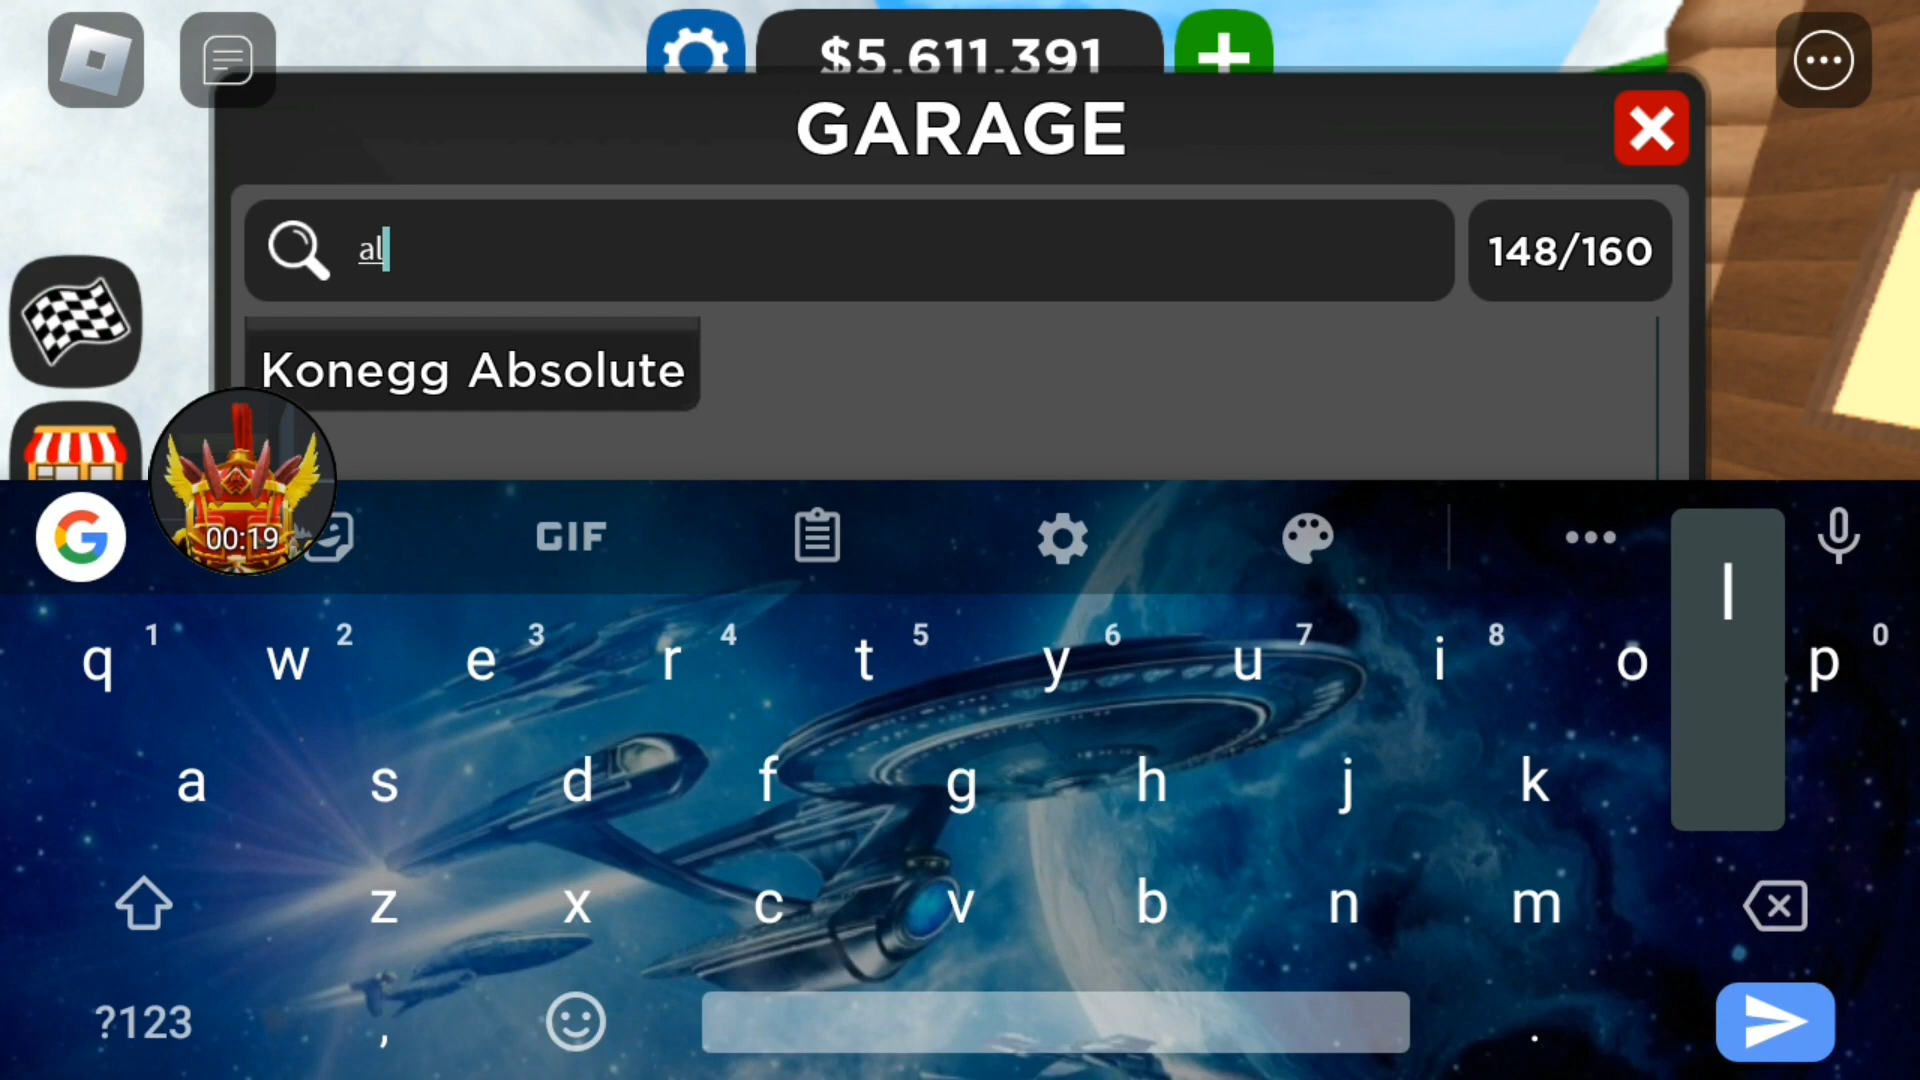 $5,611,391
GARAGE
al
148/160
Konegg Absolute
00:19
GIF
l
q 1 w 2 e 3 r 4 t 5 y 6 u 7 i 8 o p 0
a s d f g h j k
z x c v b n m
?123 , .